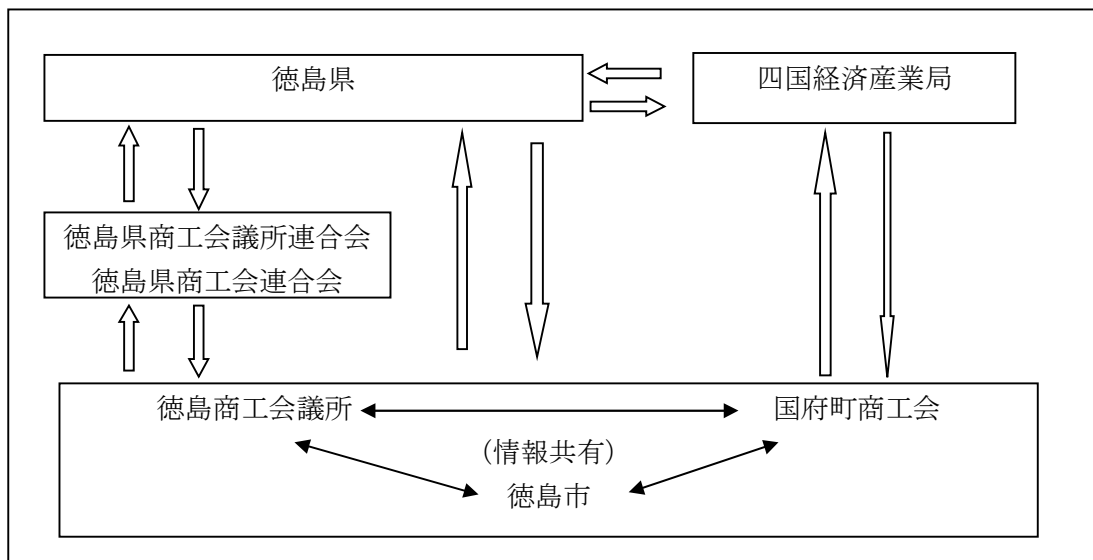 徳島県
四国経済産業局
徳島県商工会議所連合会
徳島県商工会連合会
徳島商工会議所
国府町商工会
（情報共有）
徳島市